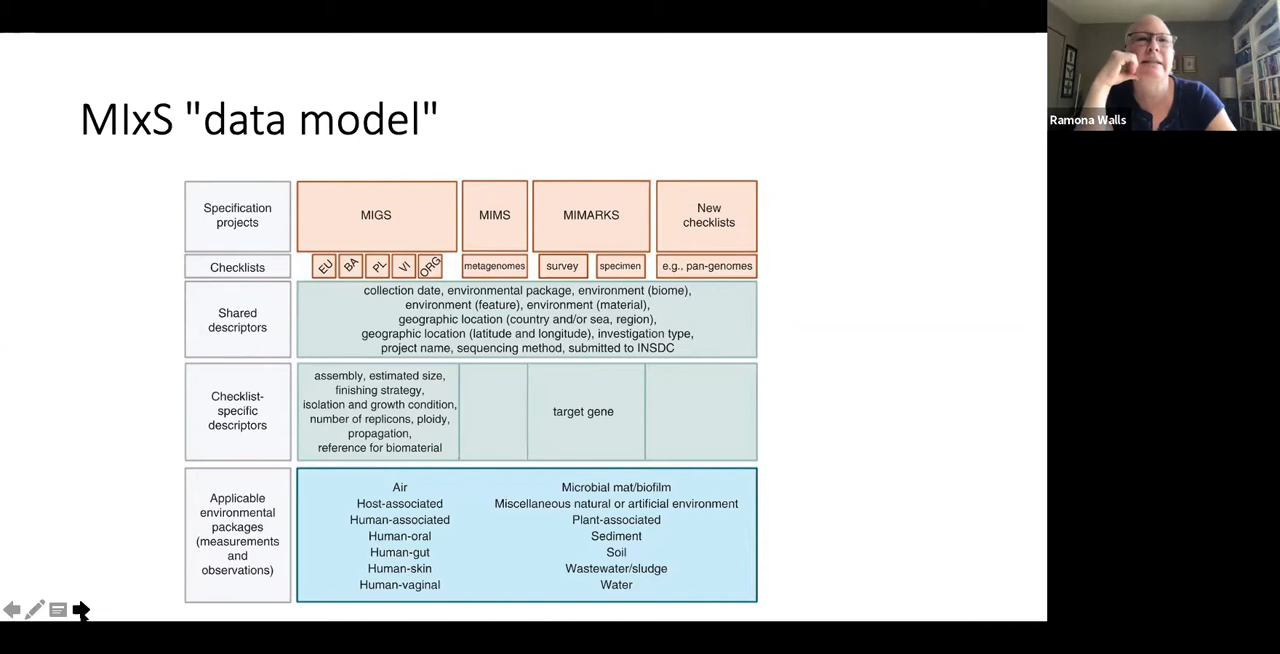 MIxS "data model"
Specification
projects
MIGS
MIMS
MIMARKS
New
checklists
Checklists
EU
BA
PL
VI
ORG
metagenomes
survey
specimen
e.g., pan-genomes
Shared
descriptors
collection date, environmental package, environment (biome),
environment (feature), environment (material),
geographic location (country and/or sea, region),
geographic location (latitude and longitude), investigation type,
project name, sequencing method, submitted to INSDC
Checklist-
specific
descriptors
assembly, estimated size,
finishing strategy,
isolation and growth condition,
number of replicons, ploidy,
propagation,
reference for biomaterial
target gene
Applicable
environmental
packages
(measurements
and
observations)
Air
Host-associated
Human-associated
Human-oral
Human-gut
Human-skin
Human-vaginal
Microbial mat/biofilm
Miscellaneous natural or artificial environment
Plant-associated
Sediment
Soil
Wastewater/sludge
Water
Ramona Walls